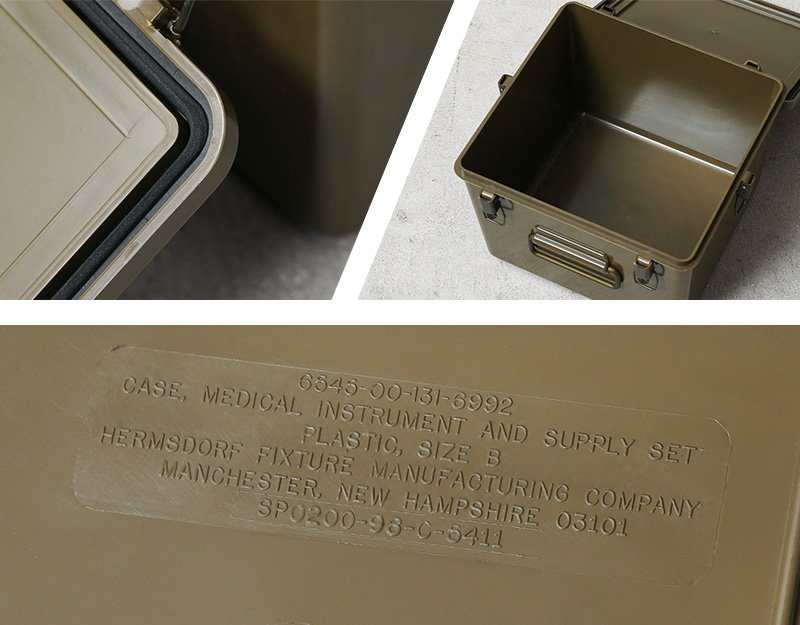 6545-00-131-6992
CASE, MEDICAL INSTRUMENT AND SUPPLY SET
PLASTIC, SIZE B
HERMSDORF FIXTURE MANUFACTURING COMPANY
MANCHESTER, NEW HAMPSHIRE 03101
SP0200-98-C-5411